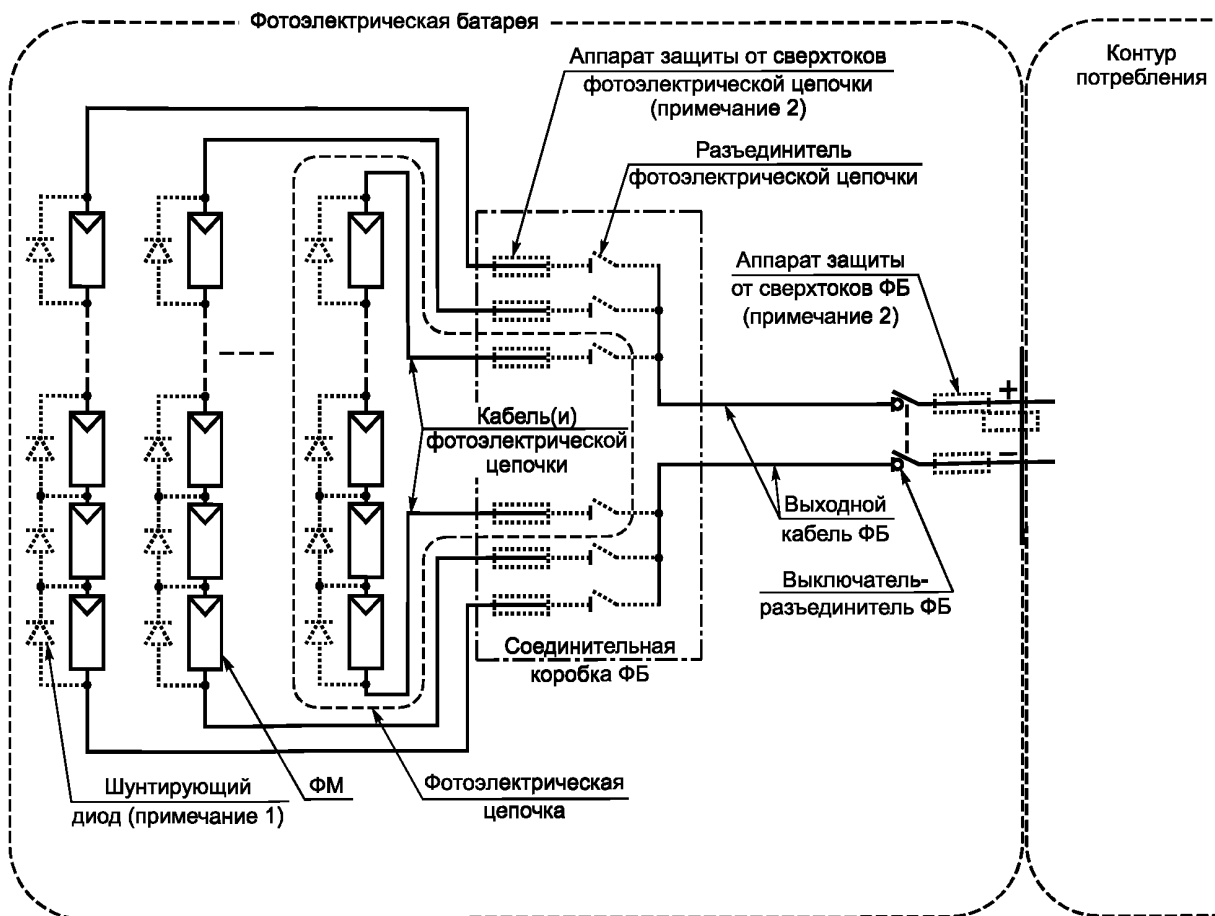 Фотоэлектрическая батарея
Контур
потребления
Аппарат защиты от сверхтоков
фотоэлектрической цепочки
(примечание 2)
Разъединитель
фотоэлектрической цепочки
Аппарат защиты
от сверхтоков ФБ
(примечание 2)
+
−
Кабель(и)
фотоэлектрической
цепочки
Выходной
кабель ФБ
Выключатель-
разъединитель ФБ
Соединительная
коробка ФБ
Шунтирующий
диод (примечание 1)
ФМ
Фотоэлектрическая
цепочка